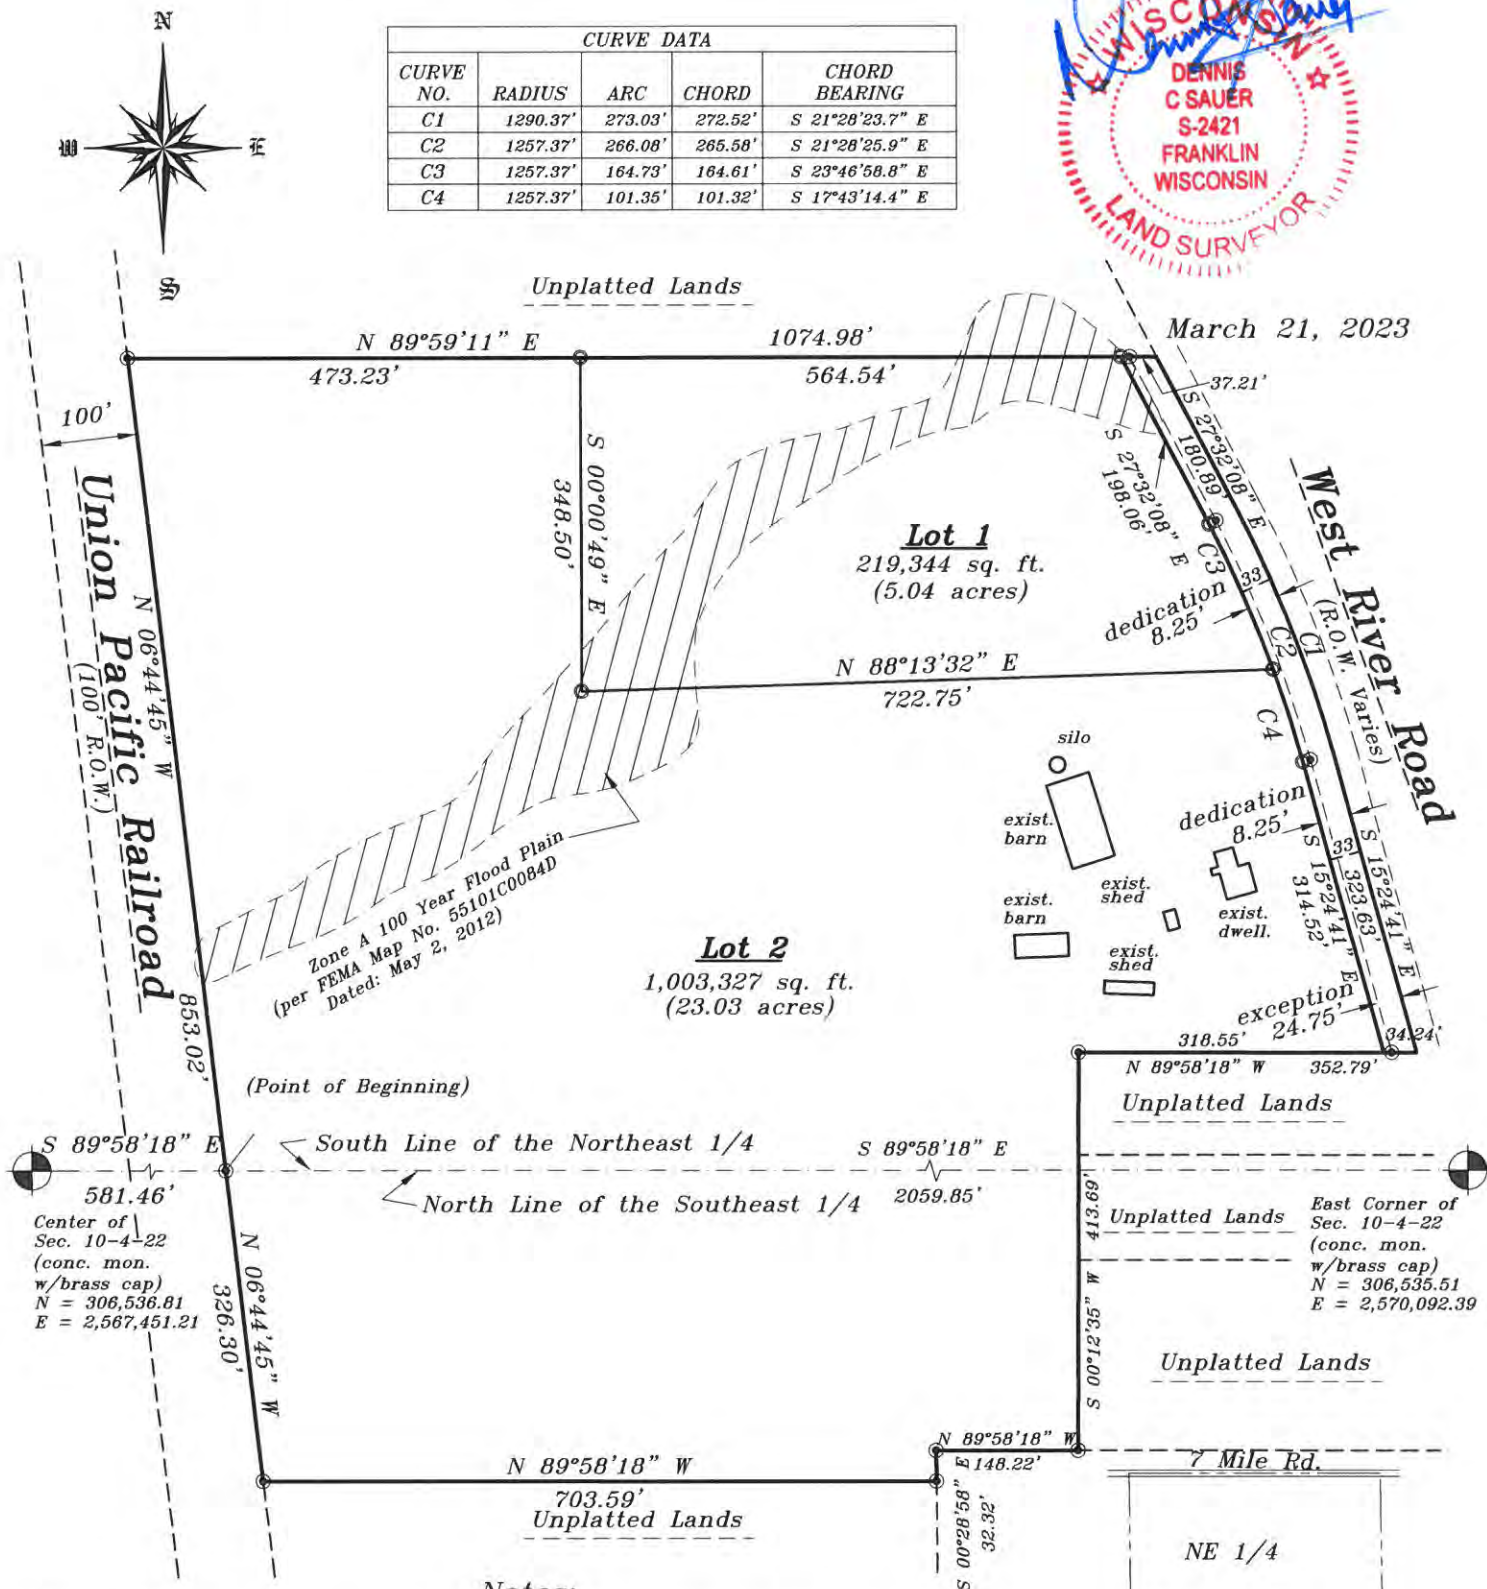 N
W
E
S
CURVE DATA
CURVE NO. RADIUS ARC CHORD CHORD BEARING
C1 1290.37' 273.03' 272.52' S 21°28'23.7" E
C2 1257.37' 266.08' 265.58' S 21°28'25.9" E
C3 1257.37' 164.73' 164.61' S 23°46'58.8" E
C4 1257.37' 101.35' 101.32' S 17°43'14.4" E
WISCONSIN
DENNIS
C SAUER
S-2421
FRANKLIN
WISCONSIN
LAND SURVEYOR
March 21, 2023
Unplatted Lands
N 89°59'11" E
1074.98'
473.23'
564.54'
37.21'
100'
Union Pacific Railroad
(100' R.O.W.)
N 06°44'45" W
853.02'
S 00°00'49" E
348.50'
S 27°32'08" E
180.89'
S 27°32'08" E
198.06'
West River Road
(R.O.W. Varies)
Lot 1
219,344 sq. ft.
(5.04 acres)
C3
33'
dedication
8.25'
C2
C1
N 88°13'32" E
722.75'
C4
silo
exist.
barn
dedication
8.25'
33'
S 15°24'41" E
323.63'
S 15°24'41" E
314.52'
exist.
shed
exist.
dwell.
exist.
barn
exist.
shed
Zone A 100 Year Flood Plain
(per FEMA Map No. 55101C0084D
Dated: May 2, 2012)
Lot 2
1,003,327 sq. ft.
(23.03 acres)
exception
24.75'
34.24'
318.55'
N 89°58'18" W 352.79'
Unplatted Lands
(Point of Beginning)
S 89°58'18" E
581.46'
South Line of the Northeast 1/4
North Line of the Southeast 1/4
S 89°58'18" E
2059.85'
Center of
Sec. 10-4-22
(conc. mon.
w/brass cap)
N = 306,536.81
E = 2,567,451.21
413.69'
S 00°12'35" W
Unplatted Lands
East Corner of
Sec. 10-4-22
(conc. mon.
w/brass cap)
N = 306,535.51
E = 2,570,092.39
N 06°44'45" W
326.30'
Unplatted Lands
N 89°58'18" W
148.22'
7 Mile Rd.
N 89°58'18" W
703.59'
Unplatted Lands
S 00°28'58" E
32.32'
NE 1/4
Notes: